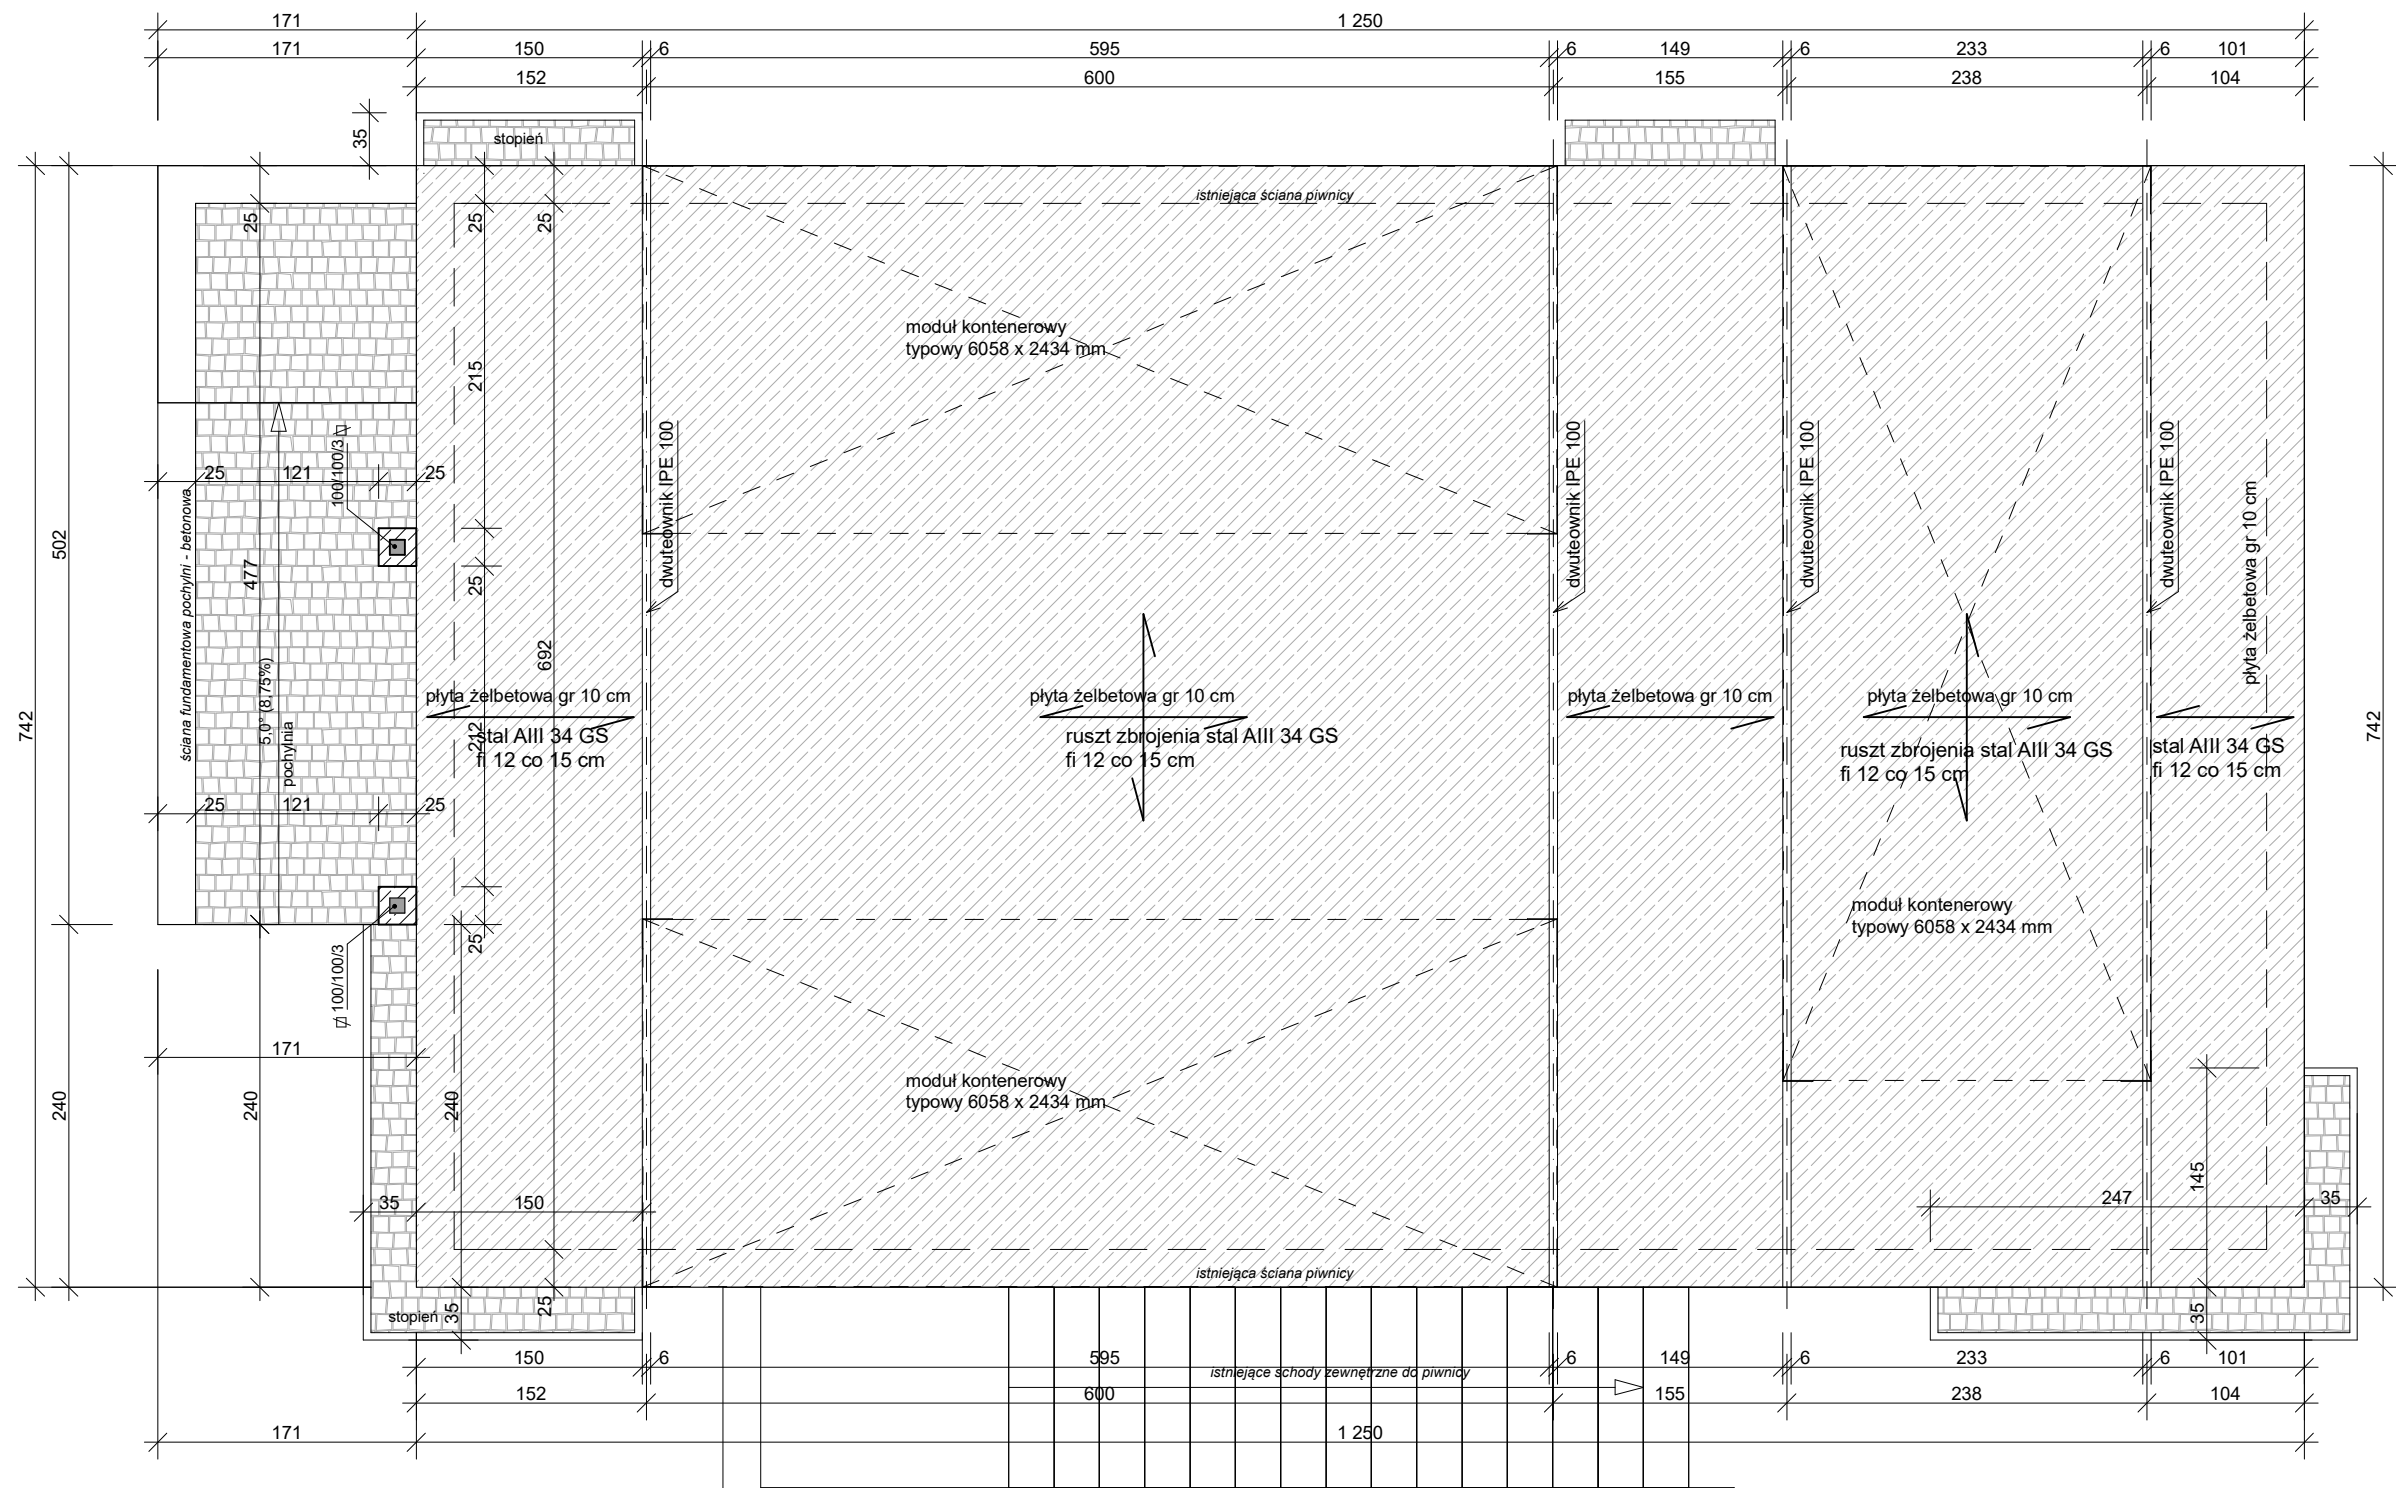 171
1 250
171
150
6
595
6
149
6
233
6
101
152
600
155
238
104
35
stopień
istniejąca ściana piwnicy
25
25
25
moduł kontenerowy
typowy 6058 x 2434 mm
215
100/100/3
25
121
25
dwuteownik IPE 100
dwuteownik IPE 100
dwuteownik IPE 100
dwuteownik IPE 100
płyta żelbetowa gr 10 cm
ściana fundamentowa pochylni - betonowa
502
477
25
692
742
742
5,0° (8,75%)
pochylnia
212
płyta żelbetowa gr 10 cm
stal AIII 34 GS
fi 12 co 15 cm
płyta żelbetowa gr 10 cm
ruszt zbrojenia stal AIII 34 GS
fi 12 co 15 cm
płyta żelbetowa gr 10 cm
płyta żelbetowa gr 10 cm
ruszt zbrojenia stal AIII 34 GS
fi 12 co 15 cm
stal AIII 34 GS
fi 12 co 15 cm
25
121
25
25
100/100/3
moduł kontenerowy
typowy 6058 x 2434 mm
171
moduł kontenerowy
typowy 6058 x 2434 mm
240
240
240
145
35
150
247
35
istniejąca ściana piwnicy
stopień
35
25
35
150
6
595
6
149
6
233
6
101
istniejące schody zewnętrzne do piwnicy
152
600
155
238
104
171
1 250